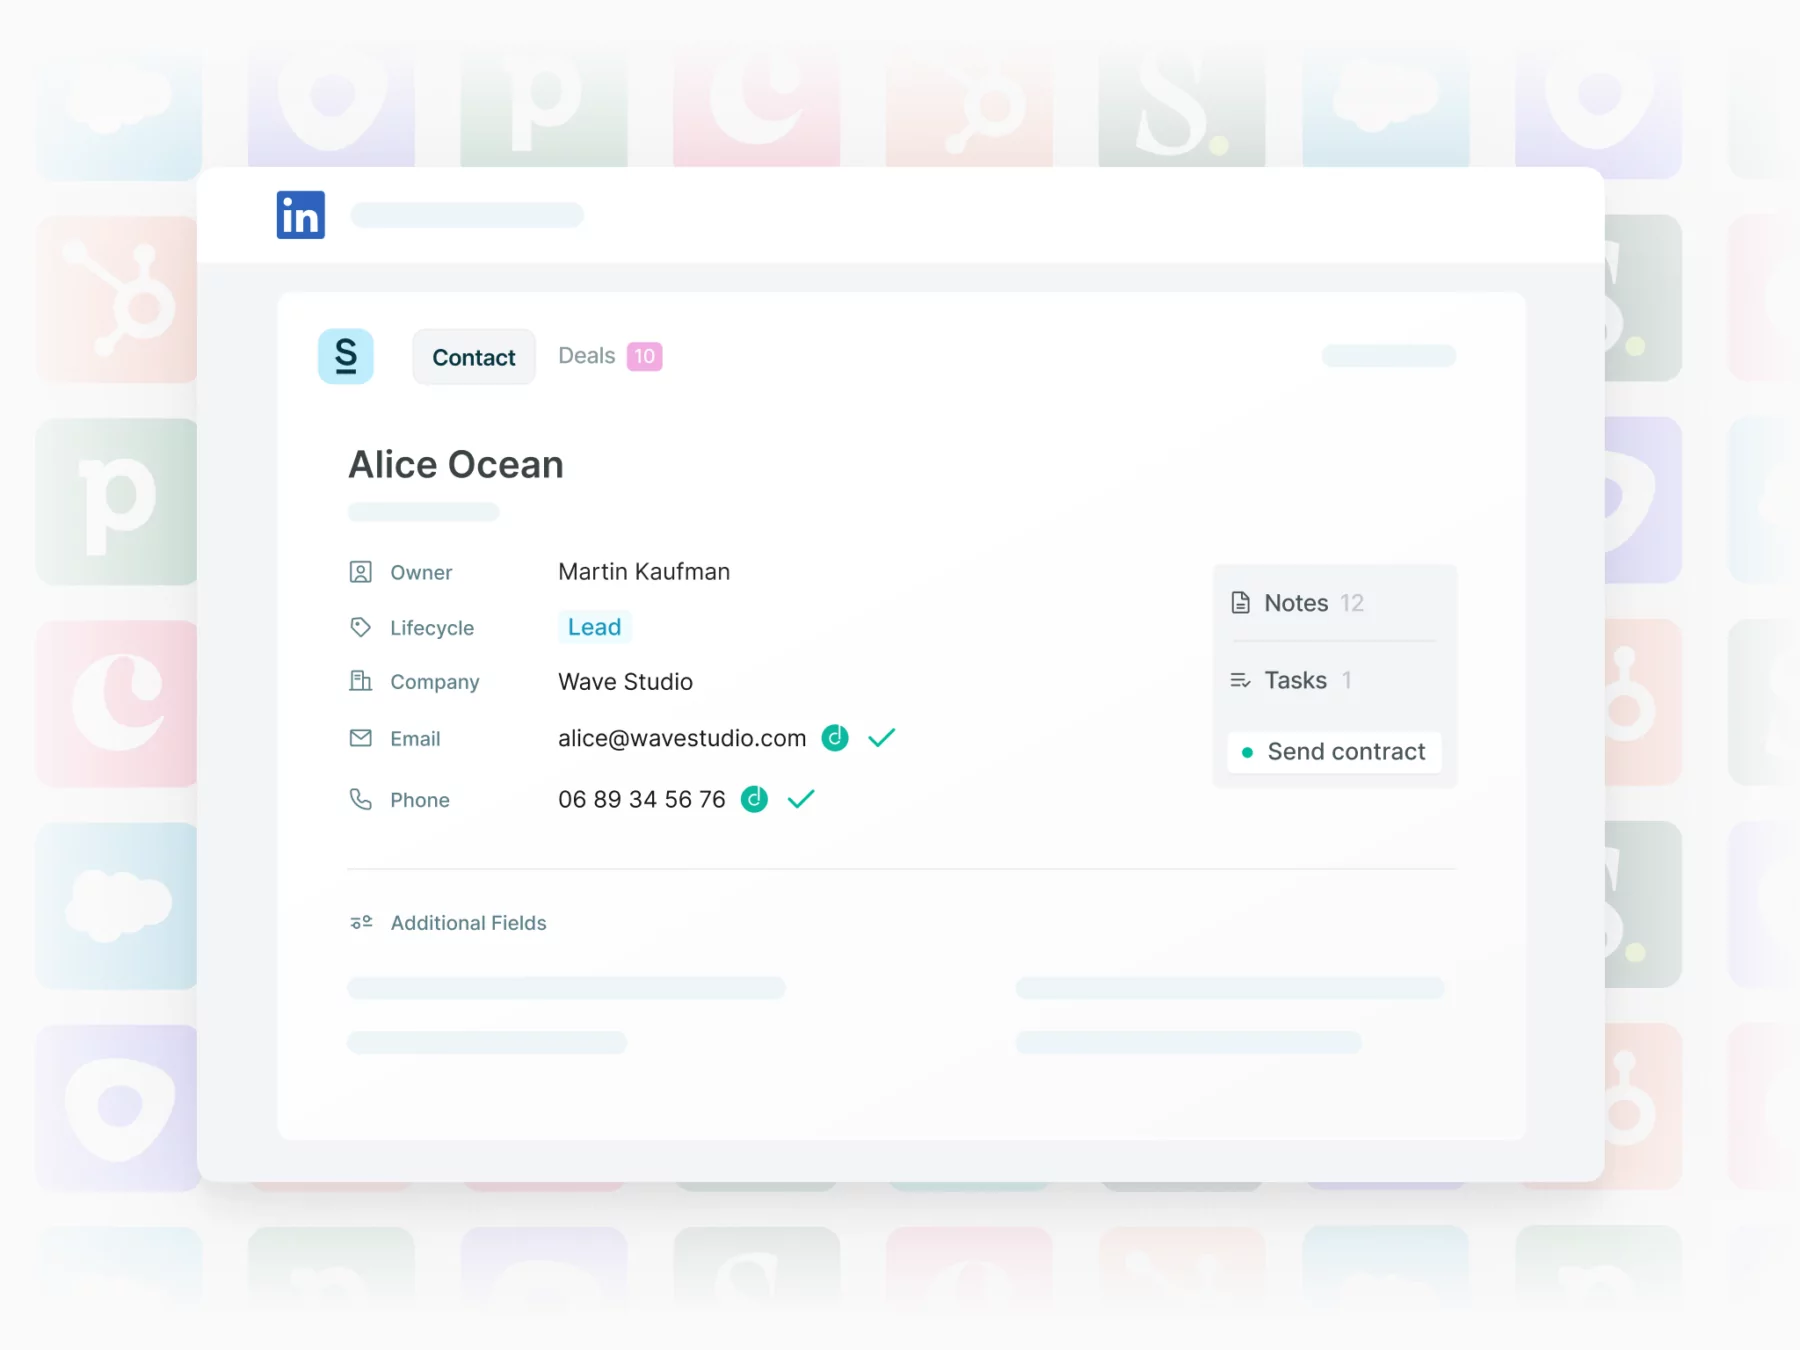 in
S
Contact
Deals 10
Alice Ocean
Owner Martin Kaufman
Lifecycle Lead
Company Wave Studio
Email alice@wavestudio.com
Phone 06 89 34 56 76
Notes 12
Tasks 1
Send contract
Additional Fields